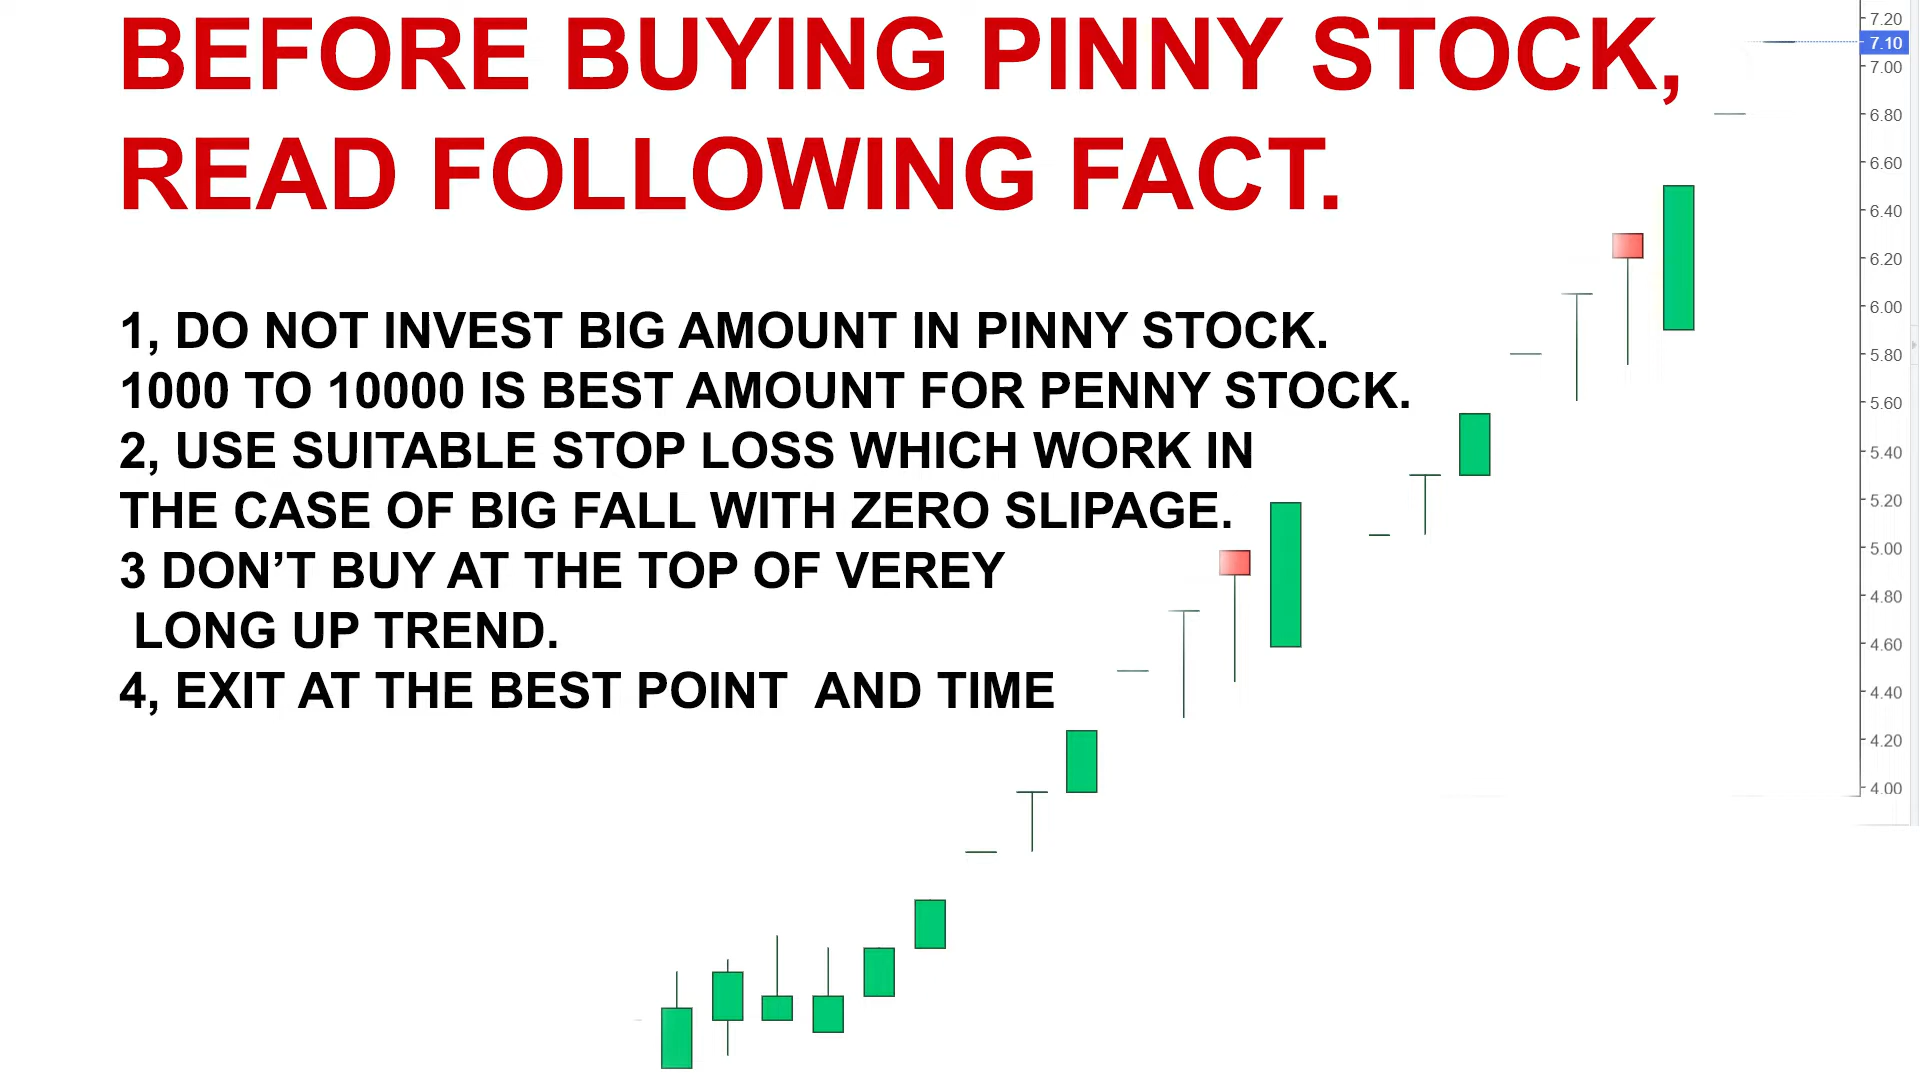 BEFORE BUYING PINNY STOCK,
READ FOLLOWING FACT.
1, DO NOT INVEST BIG AMOUNT IN PINNY STOCK.
1000 TO 10000 IS BEST AMOUNT FOR PENNY STOCK.
2, USE SUITABLE STOP LOSS WHICH WORK IN
THE CASE OF BIG FALL WITH ZERO SLIPAGE.
3 DON’T BUY AT THE TOP OF VEREY
LONG UP TREND.
4, EXIT AT THE BEST POINT  AND TIME
7.20
7.10
7.00
6.80
6.60
6.40
6.20
6.00
5.80
5.60
5.40
5.20
5.00
4.80
4.60
4.40
4.20
4.00